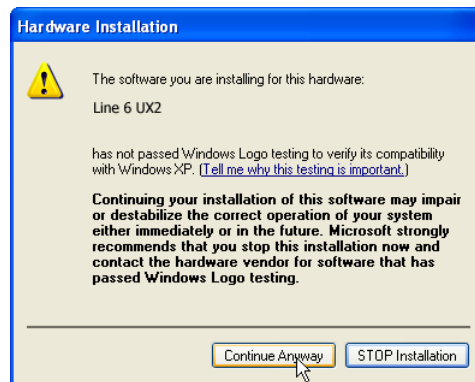 Hardware Installation
The software you are installing for this hardware:
Line 6 UX2
has not passed Windows Logo testing to verify its compatibility
with Windows XP. (Tell me why this testing is important.)
Continuing your installation of this software may impair
or destabilize the correct operation of your system
either immediately or in the future. Microsoft strongly
recommends that you stop this installation now and
contact the hardware vendor for software that has
passed Windows Logo testing.
Continue Anyway STOP Installation